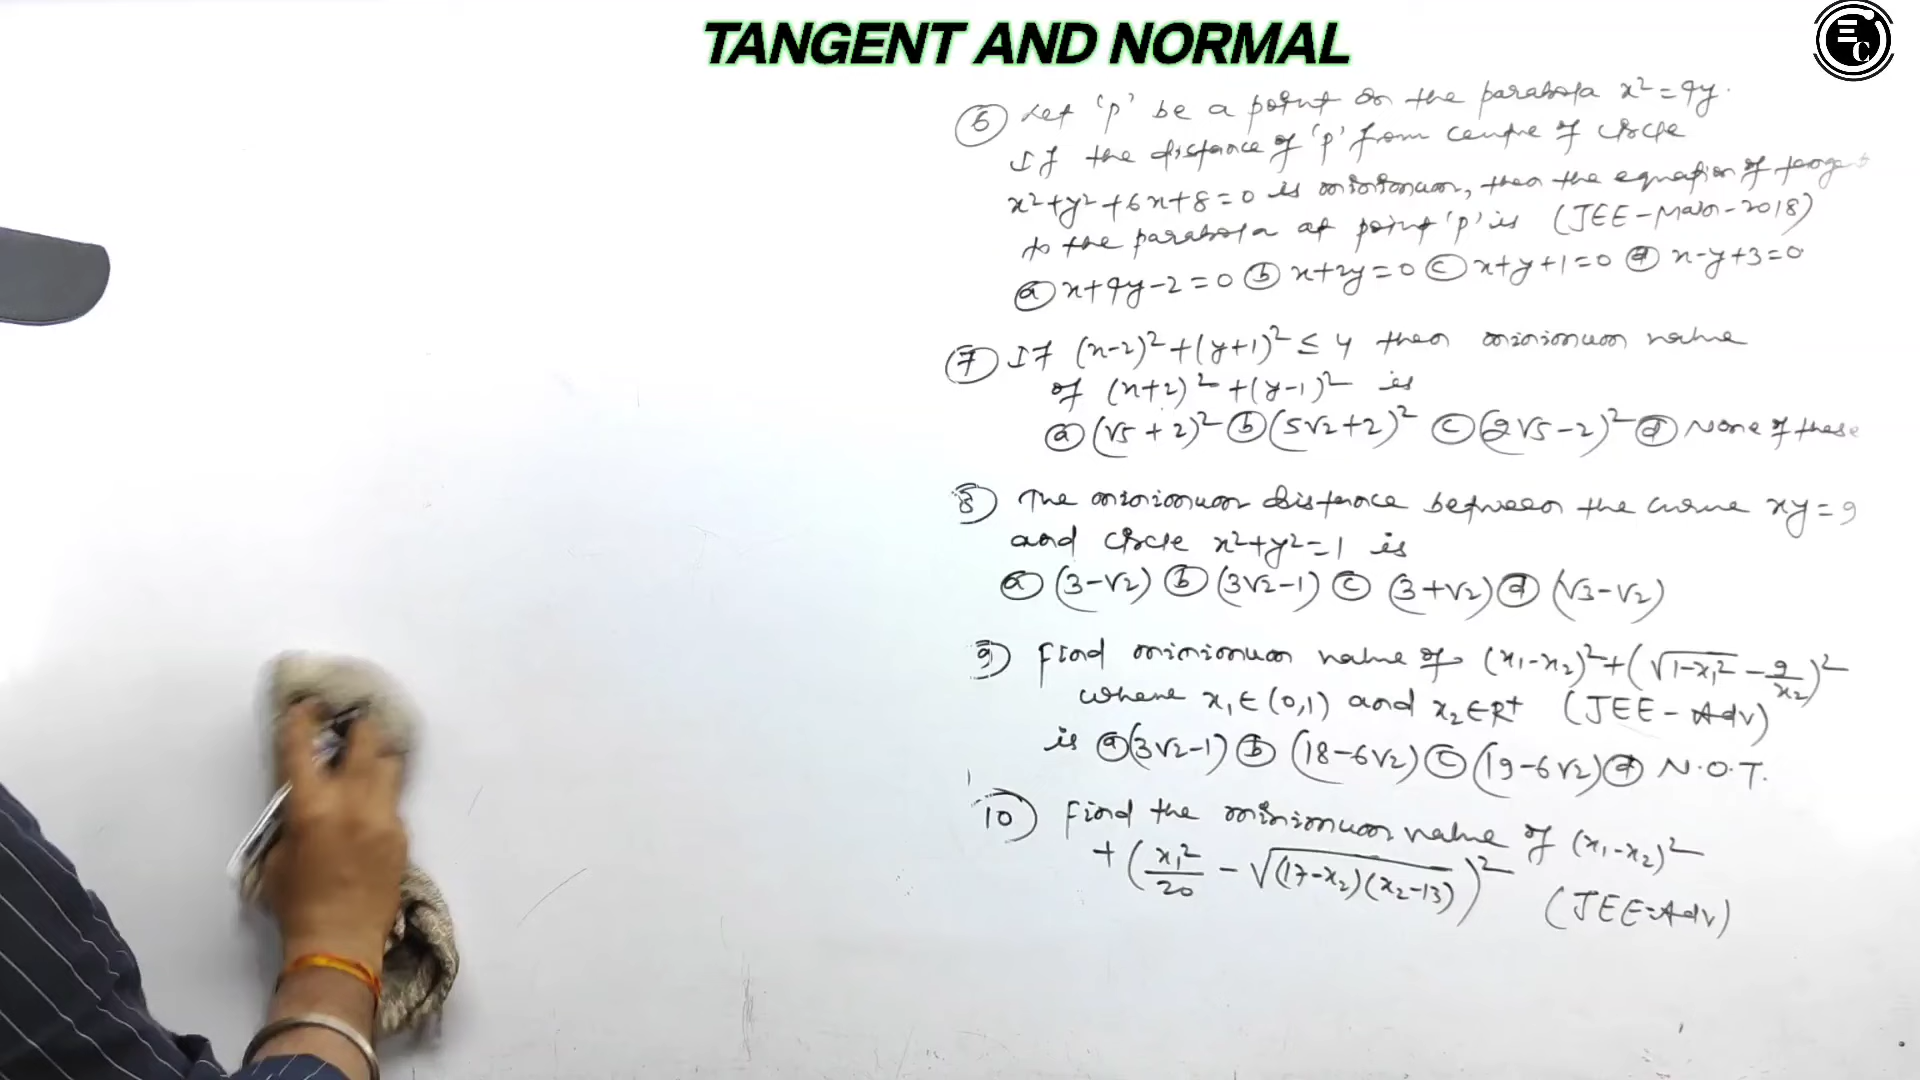 TANGENT AND NORMAL
EC
6 Let 'p' be a point on the parabola x² = 4y.
If the distance of 'p' from centre of circle
x²+y²+6x+8=0 is minimum, then the equation of tangent
to the parabola at point 'p' is (JEE-Main-2018)
(a) x+4y-2=0 (b) x+2y=0 (c) x+y+1=0 (d) x-y+3=0
7 If (x-2)²+(y+1)² ≤ 4 then minimum value
of (x+2)²+(y-1)² is
(a) (√5+2)² (b) (5√2+2)² (c) (2√5-2)² (d) None of these
8 The minimum distance between the curve xy=9
and circle x²+y²=1 is
(a) (3-√2) (b) (3√2-1) (c) (3+√2) (d) (√3-√2)
9) Find minimum value of (x₁-x₂)²+(√(1-x₁²) - 9/x₂)²
where x₁∈(0,1) and x₂∈R⁺ (JEE-Adv)
is (a) (3√2-1) (b) (18-6√2) (c) (19-6√2) (d) N.O.T.
10) Find the minimum value of (x₁-x₂)²
+ (x₁²/20 - √((17-x₂)(x₂-13)))² (JEE-Adv)